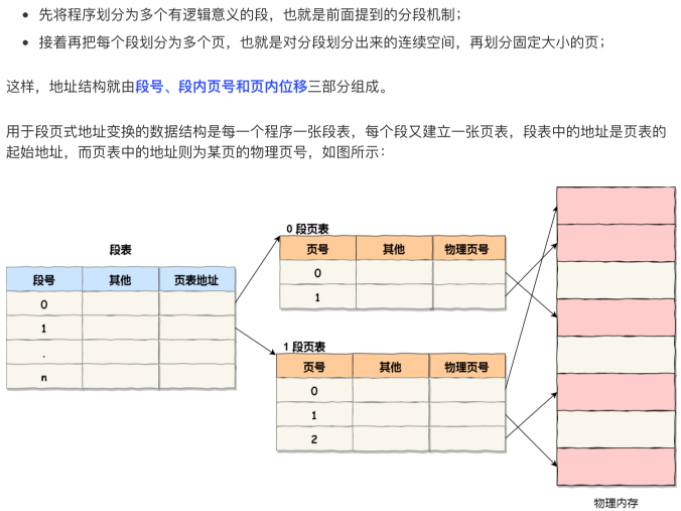 先将程序划分为多个有逻辑意义的段，也就是前面提到的分段机制；
接着再把每个段划分为多个页，也就是对分段划分出来的连续空间，再划分固定大小的页；
这样，地址结构就由段号、段内页号和页内位移三部分组成。
用于段页式地址变换的数据结构是每一个程序一张段表，每个段又建立一张页表，段表中的地址是页表的
起始地址，而页表中的地址则为某页的物理页号，如图所示：
段表
段号 其他 页表地址
0
1
.
n
0 段页表
页号 其他 物理页号
0
1
1 段页表
页号 其他 物理页号
0
1
2
物理内存